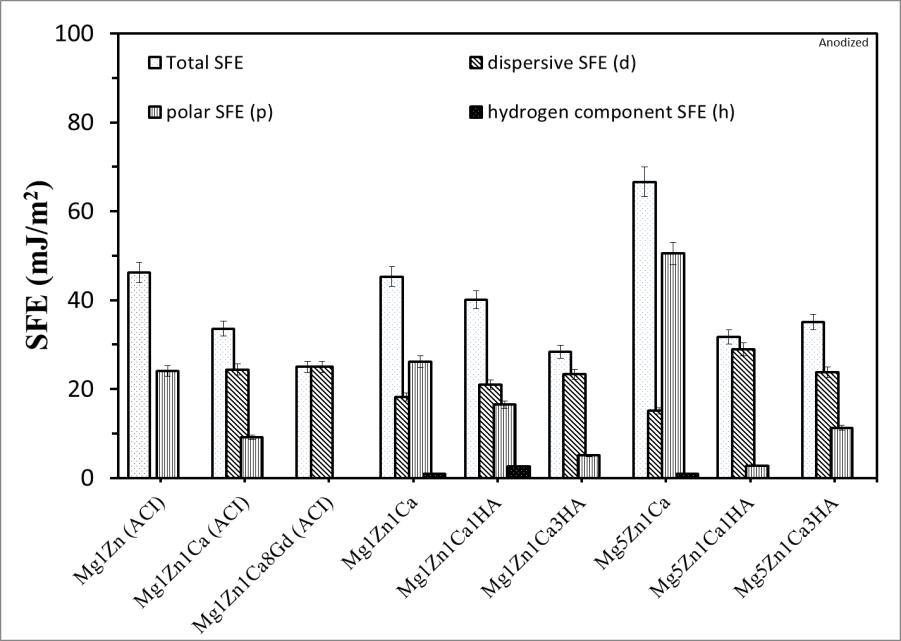 Anodized
Total SFE
dispersive SFE (d)
polar SFE (p)
hydrogen component SFE (h)
SFE (mJ/m²)
100
80
60
40
20
0
Mg1Zn (ACI)
Mg1Zn1Ca (ACI)
Mg1Zn1Ca8Gd (ACI)
Mg1Zn1Ca
Mg1Zn1Ca1HA
Mg1Zn1Ca3HA
Mg5Zn1Ca
Mg5Zn1Ca1HA
Mg5Zn1Ca3HA